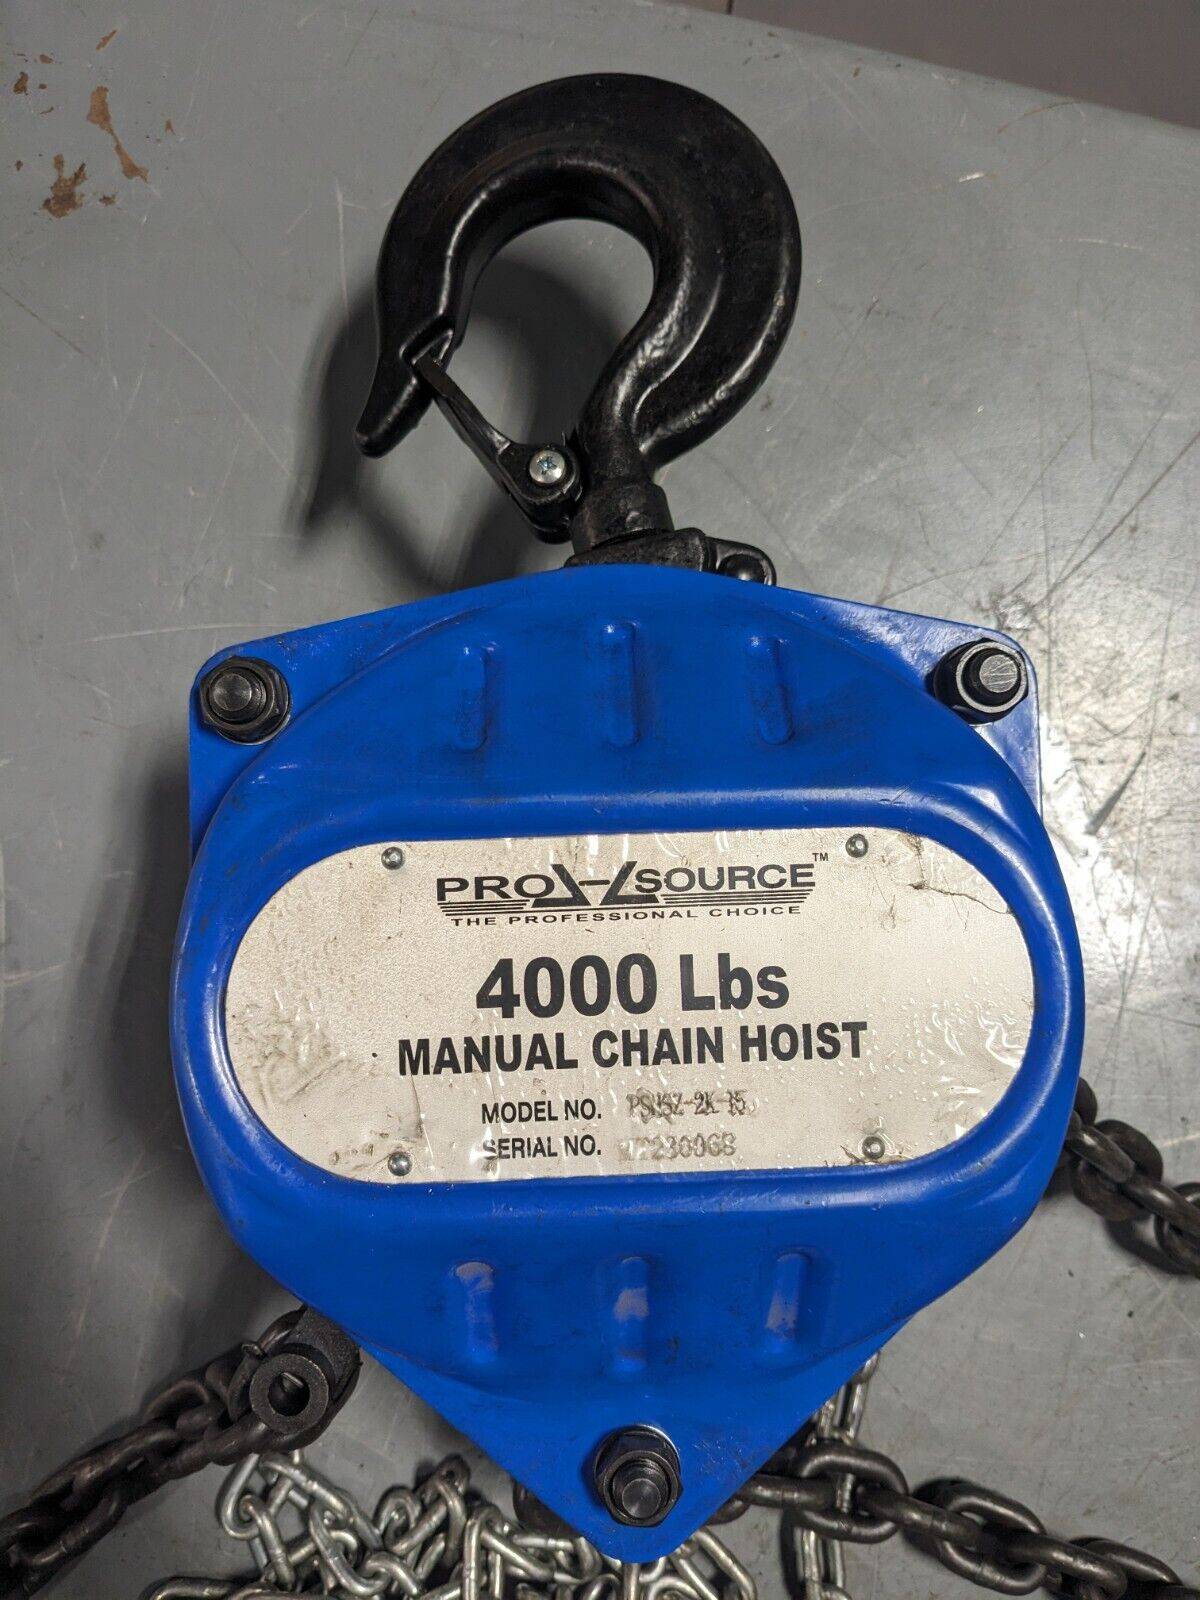 PRO SOURCE™
THE PROFESSIONAL CHOICE
4000 Lbs
MANUAL CHAIN HOIST
MODEL NO.
SERIAL NO.